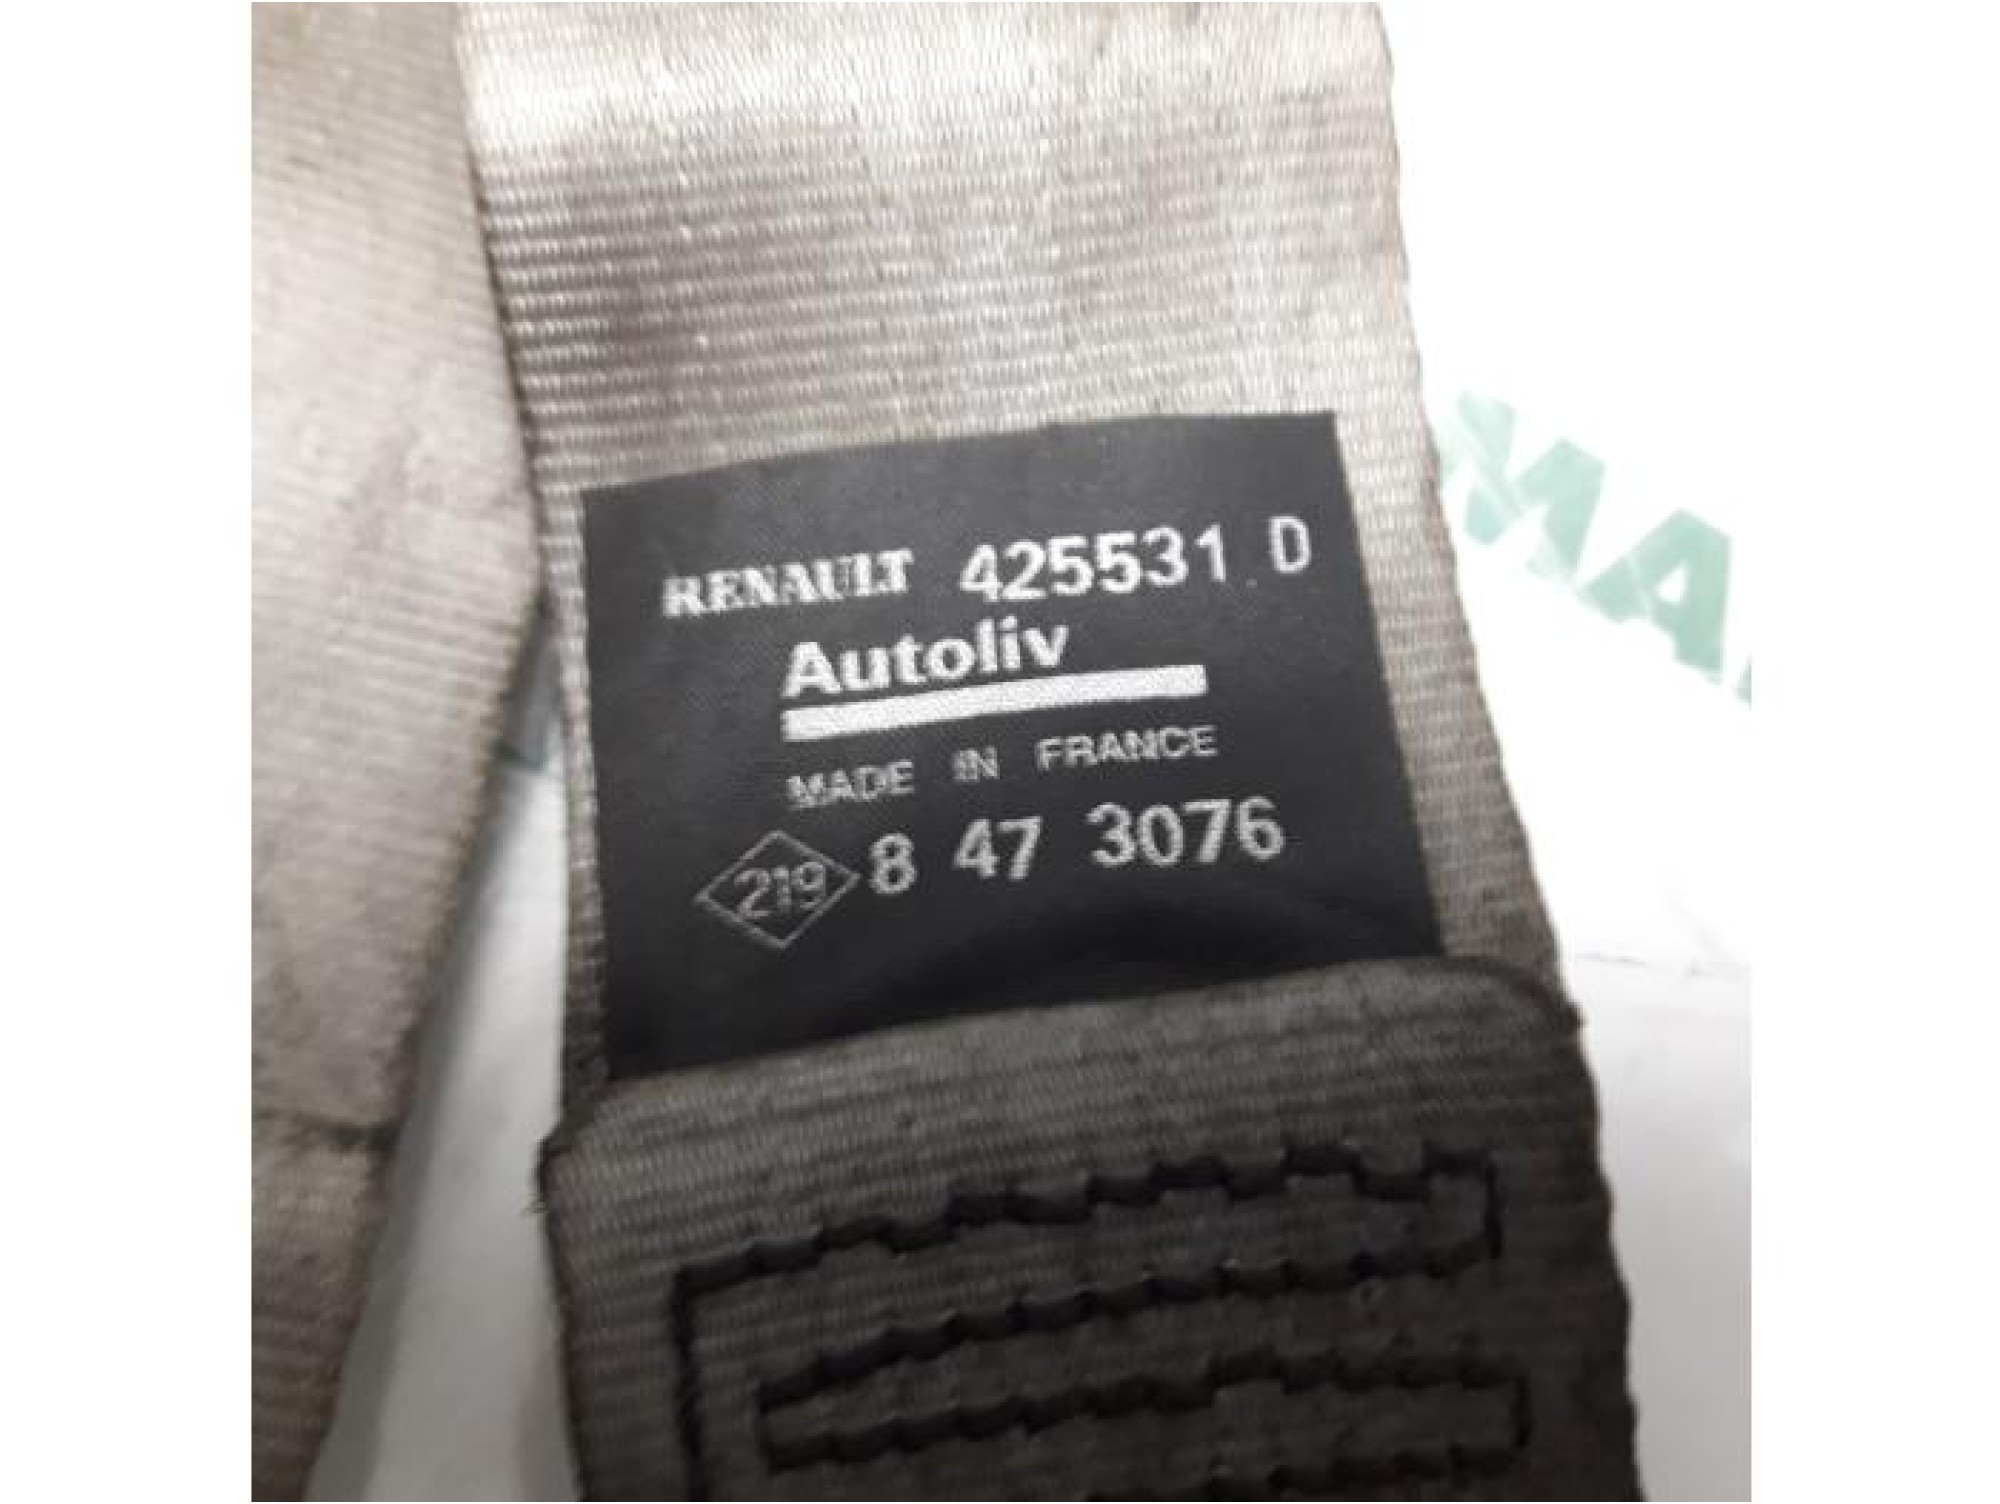 RENAULT 425531 D
Autoliv
MADE IN FRANCE
219 8 47 3076